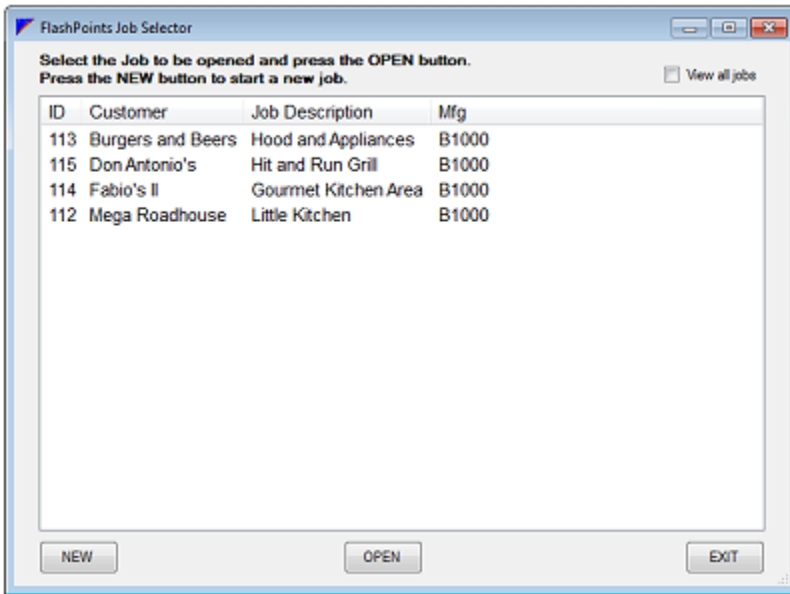 FlashPoints Job Selector
Select the Job to be opened and press the OPEN button.
Press the NEW button to start a new job.
View all jobs
ID Customer Job Description Mfg
113 Burgers and Beers Hood and Appliances B1000
115 Don Antonio's Hit and Run Grill B1000
114 Fabio's II Gourmet Kitchen Area B1000
112 Mega Roadhouse Little Kitchen B1000
NEW OPEN EXIT